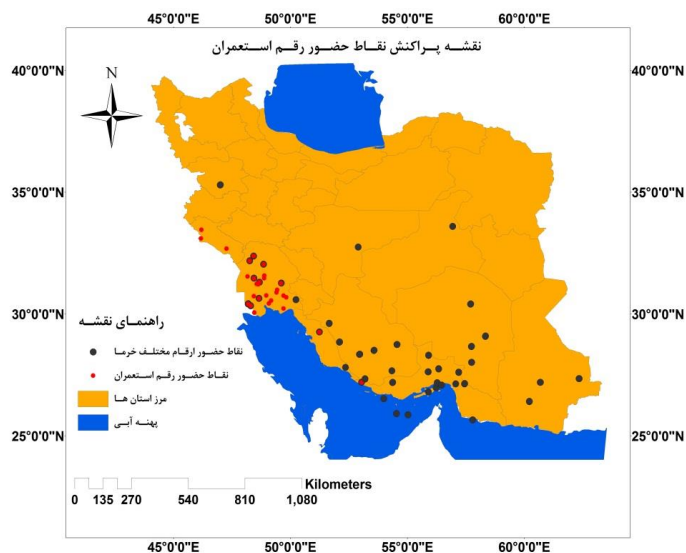 45°0'0"E 50°0'0"E 55°0'0"E 60°0'0"E
نقشه پراکنش نقاط حضور رقم استعمران
40°0'0"N 40°0'0"N
N
35°0'0"N 35°0'0"N
30°0'0"N 30°0'0"N
راهنمای نقشه
نقاط حضور ارقام مختلف خرما
نقاط حضور رقم استعمران
مرز استان ها
پهنه آبی
25°0'0"N 25°0'0"N
Kilometers
0 135 270 540 810 1,080
45°0'0"E 50°0'0"E 55°0'0"E 60°0'0"E